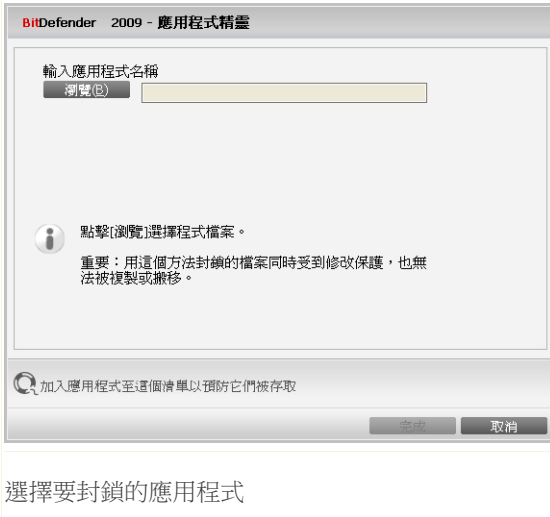 BitDefender 2009 - 應用程式精靈
輸入應用程式名稱
瀏覽(B)
點擊[瀏覽]選擇程式檔案。
重要：用這個方法封鎖的檔案同時受到修改保護，也無
法被複製或搬移。
加入應用程式至這個清單以預防它們被存取
完成
取消
選擇要封鎖的應用程式